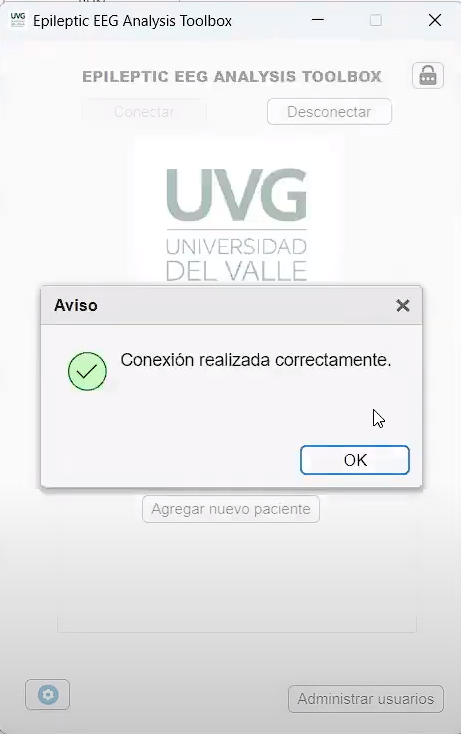 UVG Epileptic EEG Analysis Toolbox
EPILEPTIC EEG ANALYSIS TOOLBOX
Conectar
Desconectar
UVG
UNIVERSIDAD
DEL VALLE
Aviso
Conexión realizada correctamente.
OK
Agregar nuevo paciente
Administrar usuarios